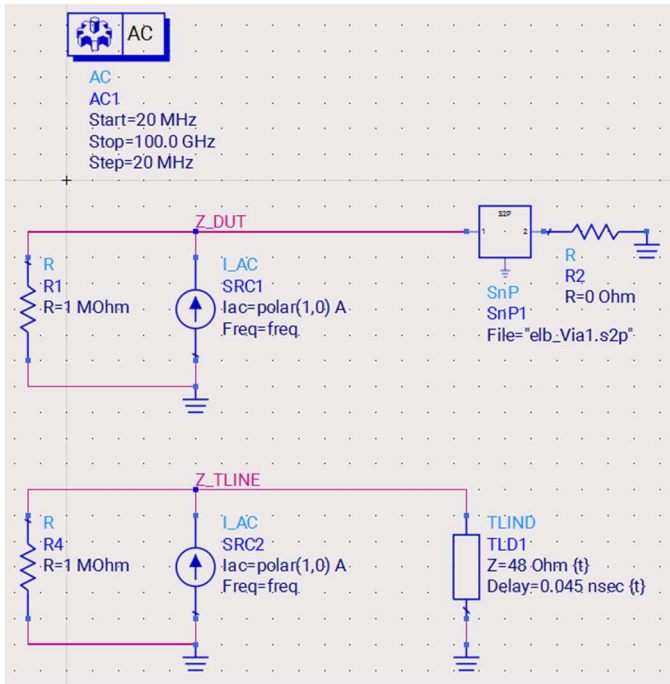 AC
AC
AC1
Start=20 MHz
Stop=100.0 GHz
Step=20 MHz
Z_DUT
R
R1
R=1 MOhm
I_AC
SRC1
Iac=polar(1,0) A
Freq=freq
S2P
1 2
SnP
SnP1
File="elb_Via1.s2p"
R
R2
R=0 Ohm
Z_TLINE
R
R4
R=1 MOhm
I_AC
SRC2
Iac=polar(1,0) A
Freq=freq
TLIND
TLD1
Z=48 Ohm {t}
Delay=0.045 nsec {t}